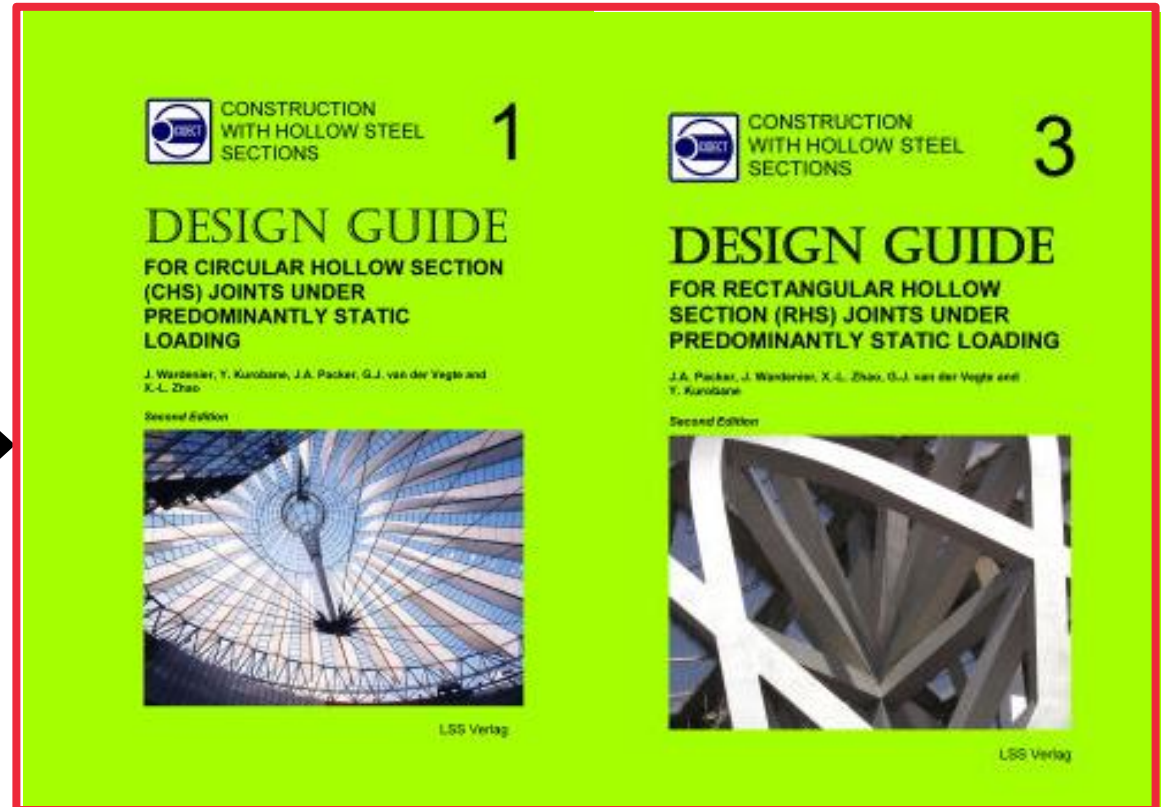 CONSTRUCTION
WITH HOLLOW STEEL
SECTIONS
1
CIDECT
DESIGN GUIDE
FOR CIRCULAR HOLLOW SECTION
(CHS) JOINTS UNDER
PREDOMINANTLY STATIC
LOADING
J. Wardenier, Y. Kurobane, J.A. Packer, G.J. van der Vegte and
X.-L. Zhao
Second Edition
LSS Verlag
CONSTRUCTION
WITH HOLLOW STEEL
SECTIONS
3
CIDECT
DESIGN GUIDE
FOR RECTANGULAR HOLLOW
SECTION (RHS) JOINTS UNDER
PREDOMINANTLY STATIC LOADING
J.A. Packer, J. Wardenier, X.-L. Zhao, G.J. van der Vegte and
Y. Kurobane
Second Edition
LSS Verlag